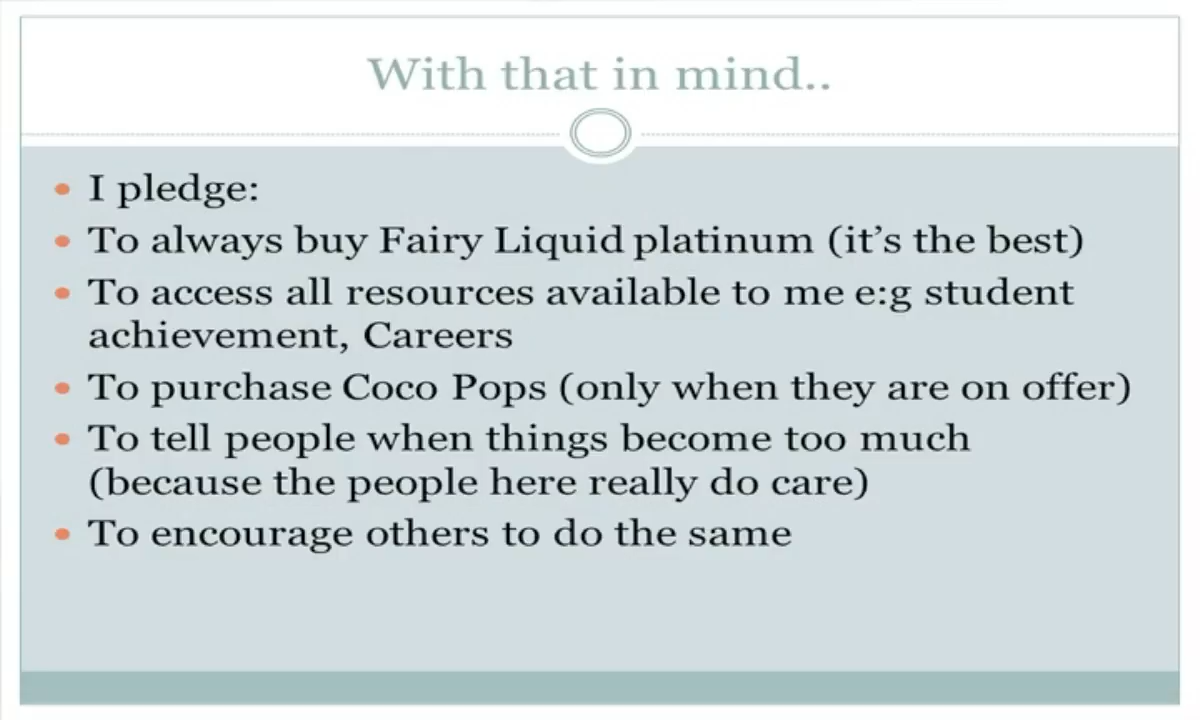 With that in mind..
I pledge:
To always buy Fairy Liquid platinum (it's the best)
To access all resources available to me e:g student
achievement, Careers
To purchase Coco Pops (only when they are on offer)
To tell people when things become too much
(because the people here really do care)
To encourage others to do the same